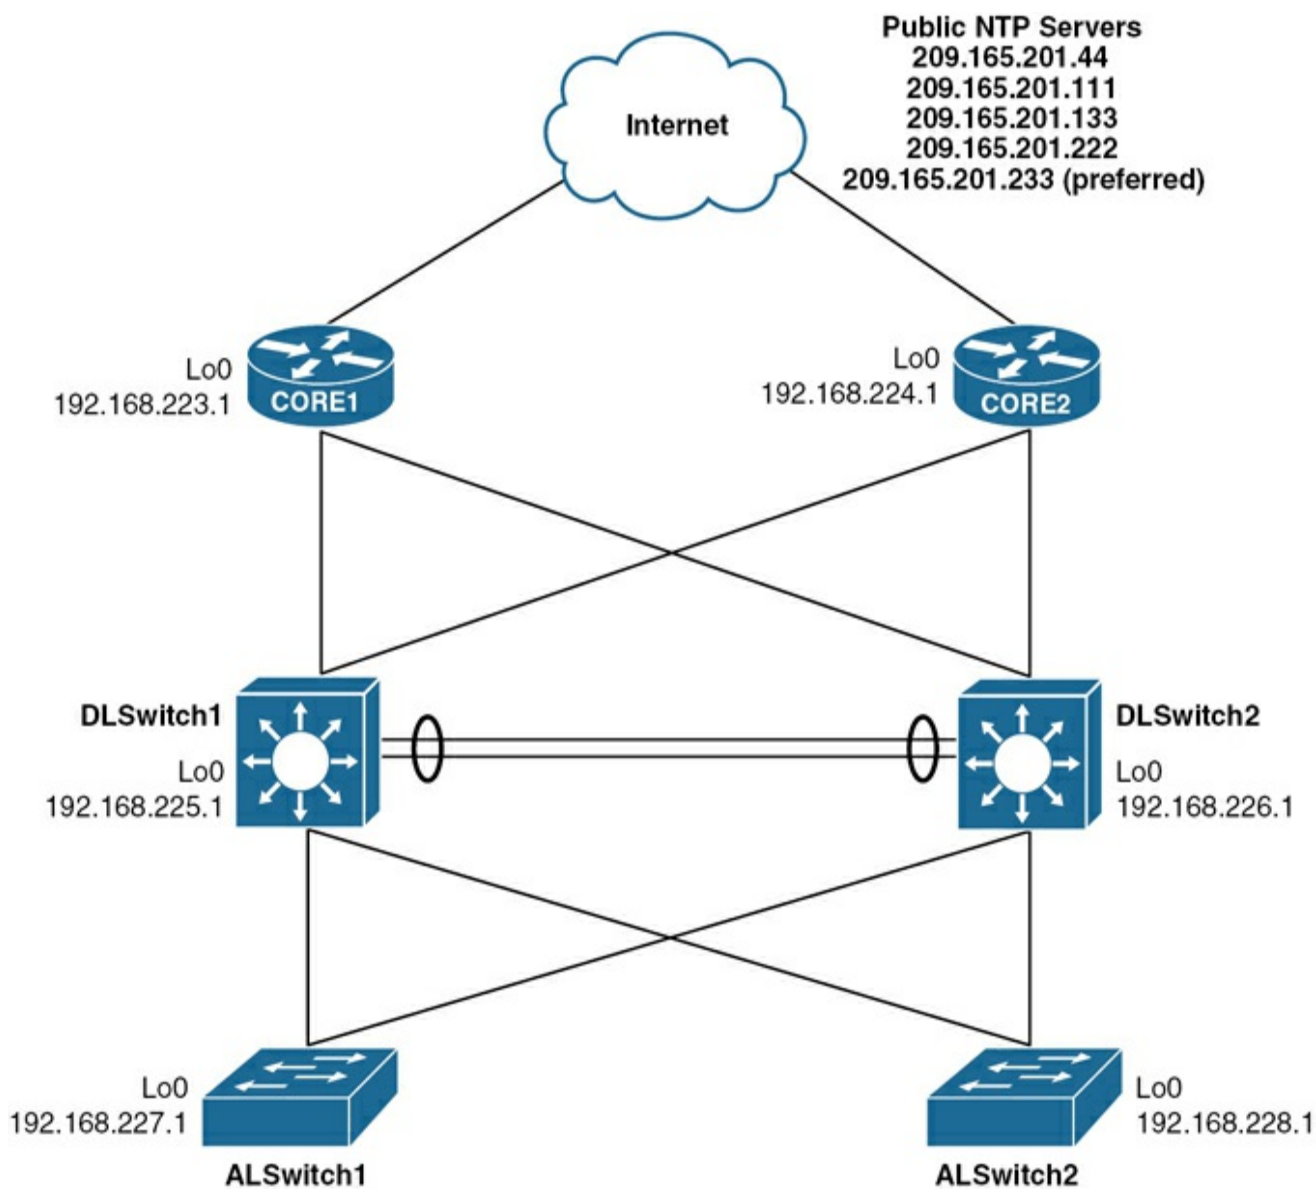 Public NTP Servers
209.165.201.44
209.165.201.111
209.165.201.133
209.165.201.222
209.165.201.233 (preferred)
Internet
Lo0
192.168.223.1
CORE1
Lo0
192.168.224.1
CORE2
DLSwitch1
Lo0
192.168.225.1
DLSwitch2
Lo0
192.168.226.1
Lo0
192.168.227.1
ALSwitch1
Lo0
192.168.228.1
ALSwitch2